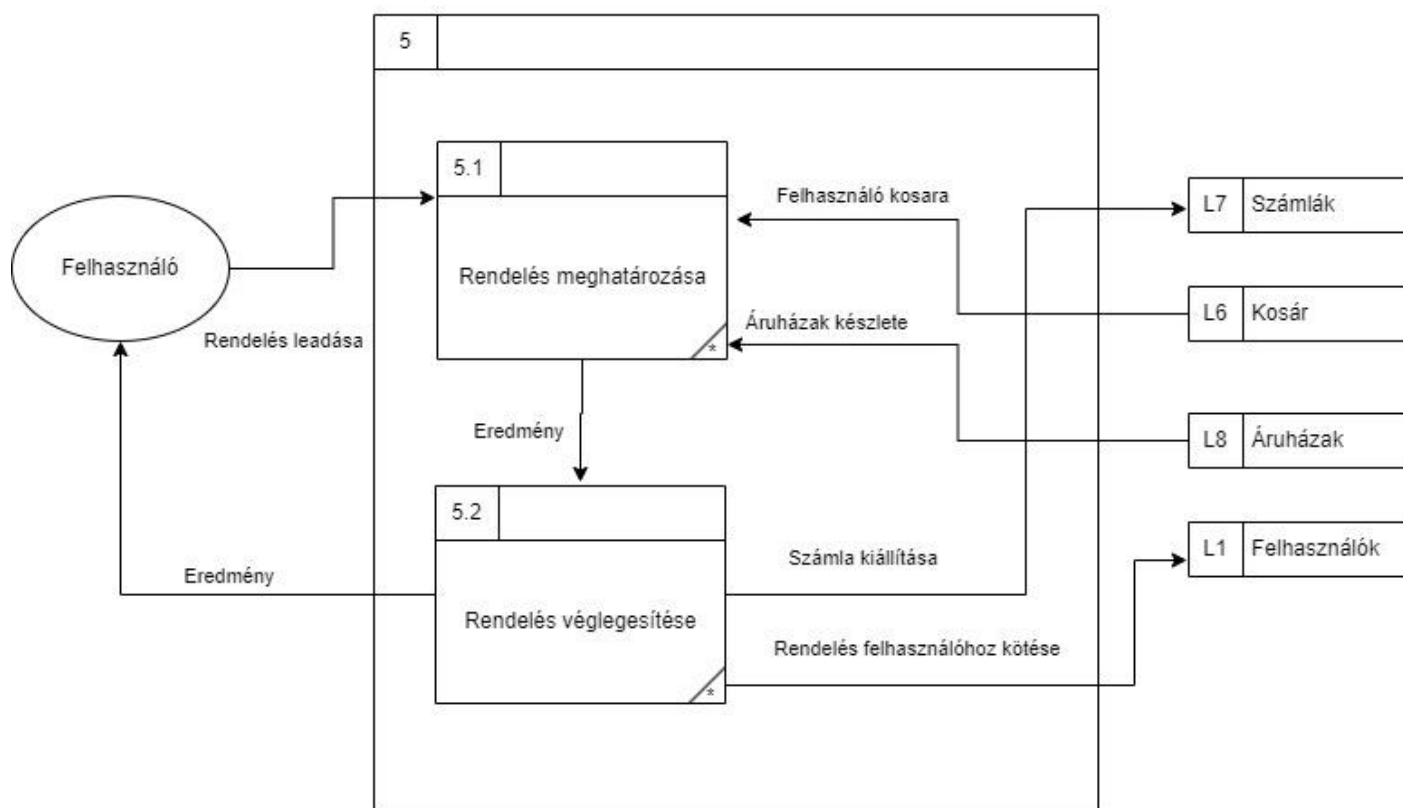 5
5.1
Rendelés meghatározása
*
Felhasználó
Rendelés leadása
Felhasználó kosara
Áruházak készlete
L7 Számlák
L6 Kosár
L8 Áruházak
L1 Felhasználók
Eredmény
5.2
Rendelés véglegesítése
*
Eredmény
Számla kiállítása
Rendelés felhasználóhoz kötése